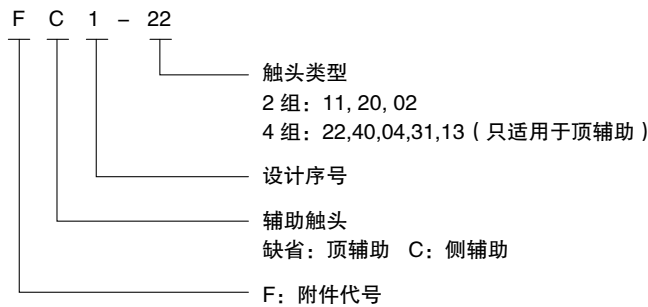 F C 1 – 22
触头类型
2 组：11, 20, 02
4 组：22,40,04,31,13（只适用于顶辅助）
设计序号
辅助触头
缺省：顶辅助 C：侧辅助
F：附件代号